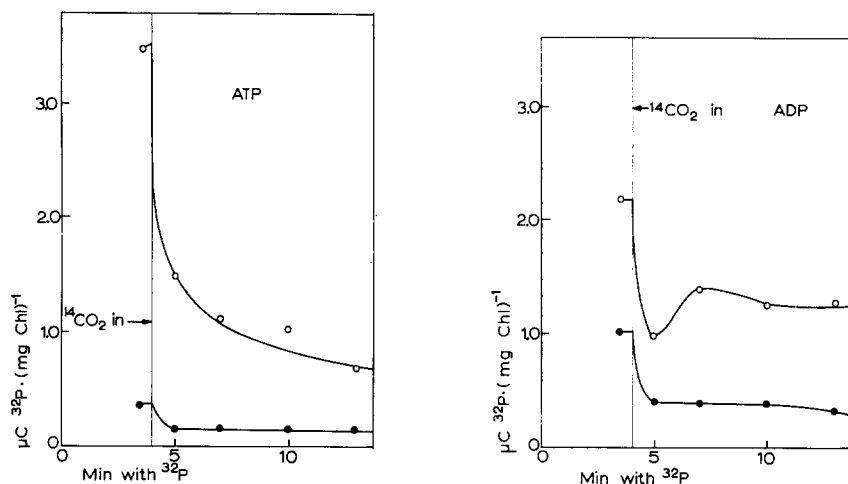 3.0
2.0
1.0
0
ATP
¹⁴CO₂ in
μC ³²P·(mg Chl)⁻¹
0
5
10
Min with ³²P
3.0
2.0
1.0
0
¹⁴CO₂ in
ADP
μC ³²P·(mg Chl)⁻¹
0
5
10
Min with ³²P